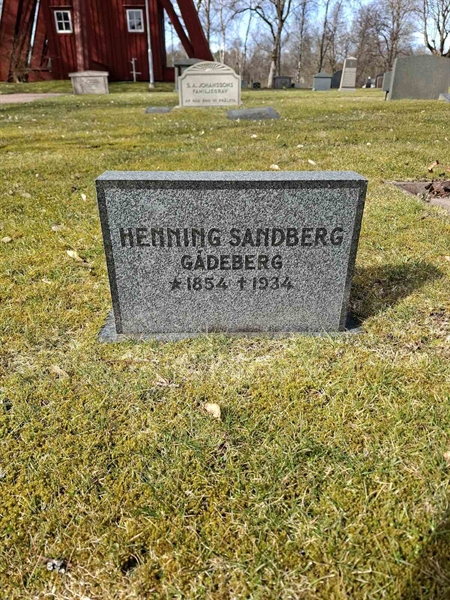 S. A. JOHANSSONS
FAMILJEGRAV
HENNING SANDBERG
GÅDEBERG
★1854 ✝1934